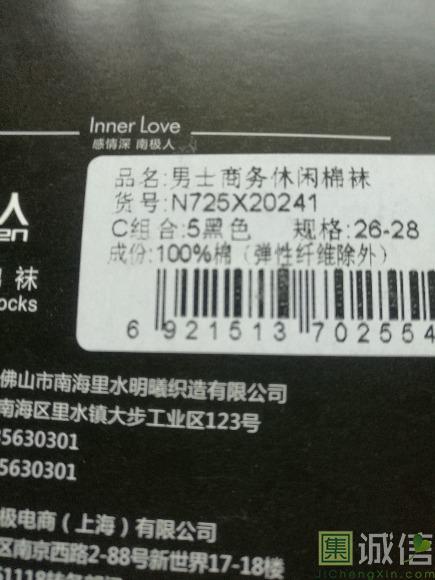 Inner Love
感情深 南极人
品名:男士商务休闲棉袜
货号:N725X20241
C组合:5黑色 规格:26-28
成份:100%棉（弹性纤维除外）
6 921513 702554
人
en
袜
ocks
佛山市南海里水明曦织造有限公司
南海区里水镇大步工业区123号
5630301
5630301
极电商（上海）有限公司
区南京西路2-88号新世界17-18楼
集诚信
JiChengXin.com